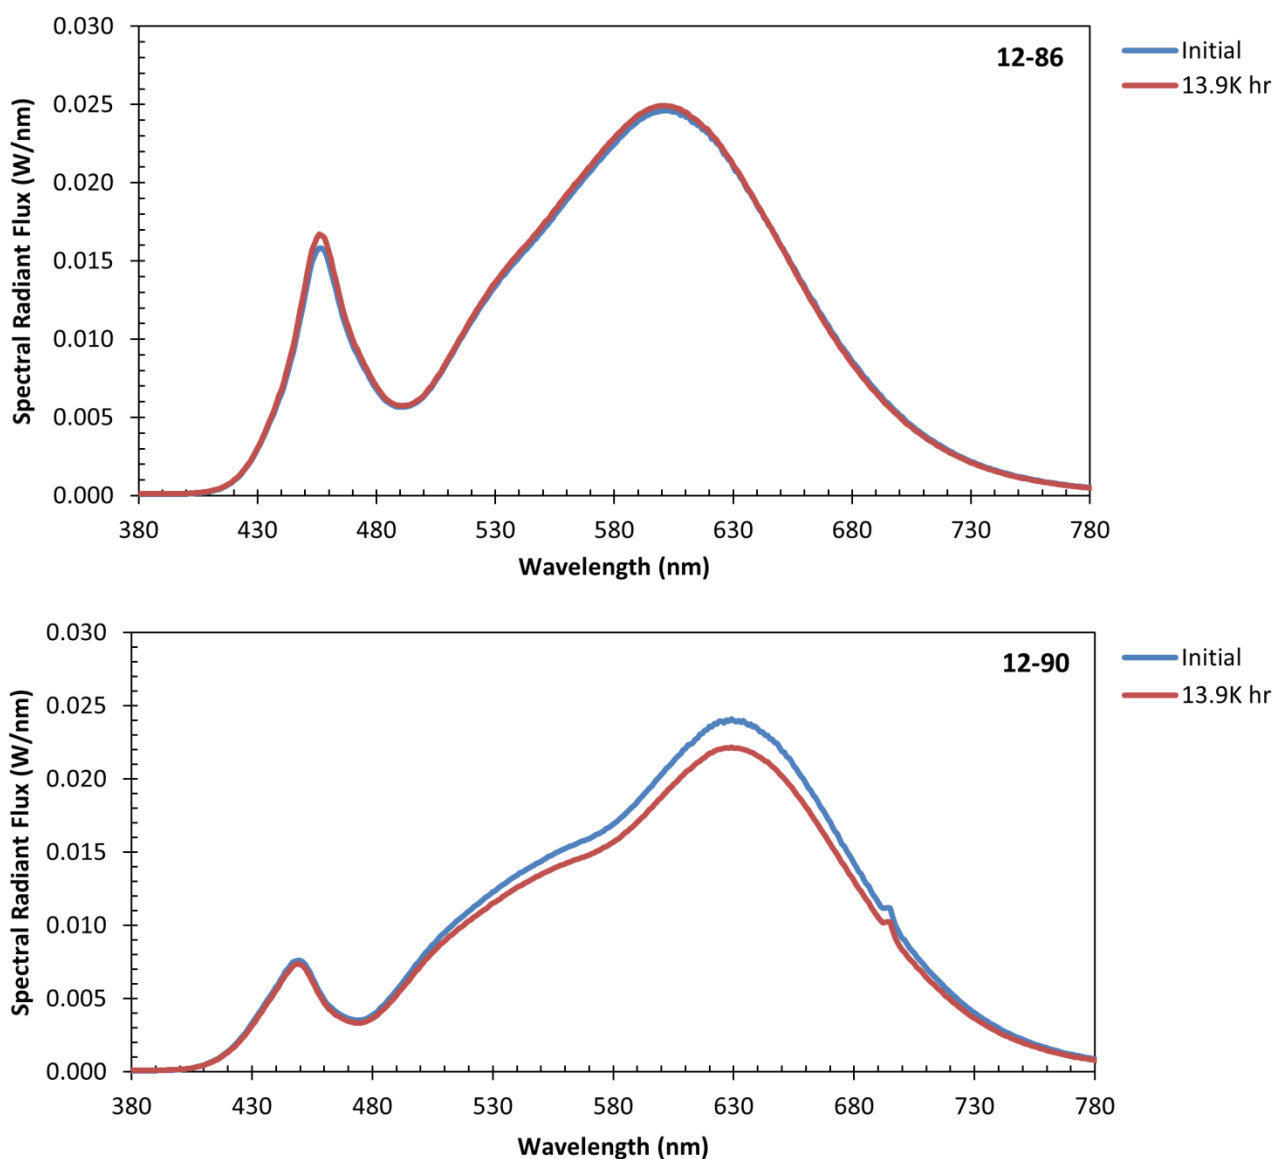 0.030
0.025
0.020
0.015
0.010
0.005
0.000
Spectral Radiant Flux (W/nm)
12-86
Initial
13.9K hr
380 430 480 530 580 630 680 730 780
Wavelength (nm)
0.030
0.025
0.020
0.015
0.010
0.005
0.000
Spectral Radiant Flux (W/nm)
12-90
Initial
13.9K hr
380 430 480 530 580 630 680 730 780
Wavelength (nm)